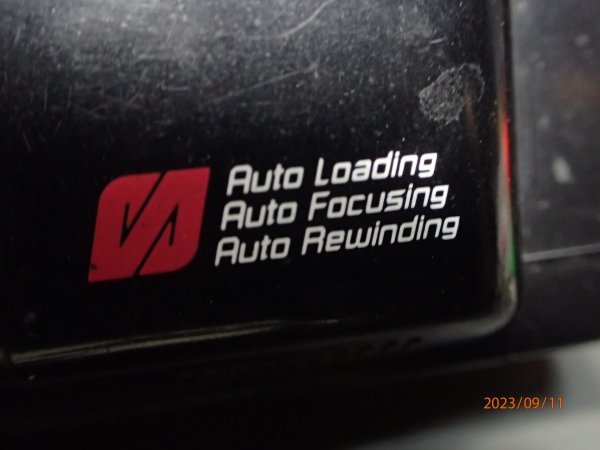 Auto Loading
Auto Focusing
Auto Rewinding
2023/09/11